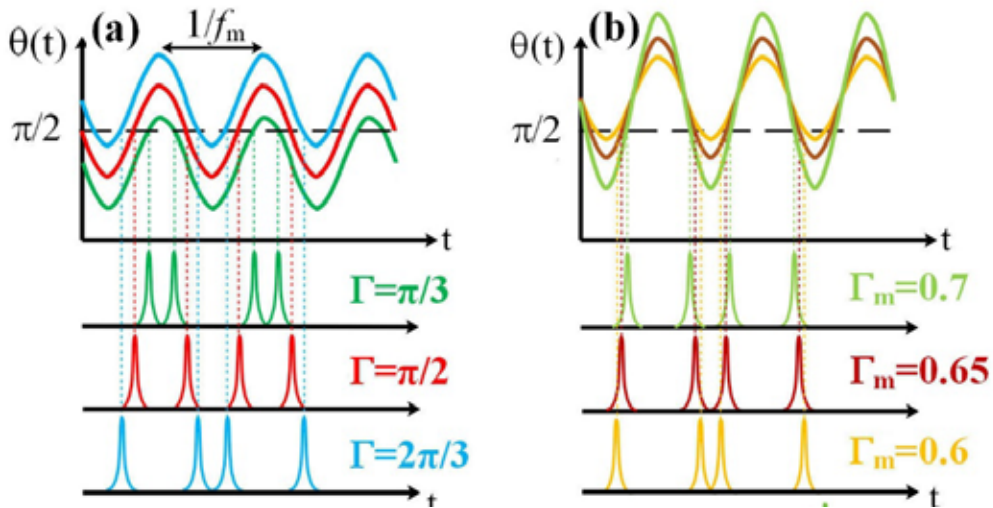 (a)
1/fm
θ(t)
π/2
t
Γ=π/3
Γ=π/2
Γ=2π/3
t
(b)
θ(t)
π/2
t
Γm=0.7
Γm=0.65
Γm=0.6
t